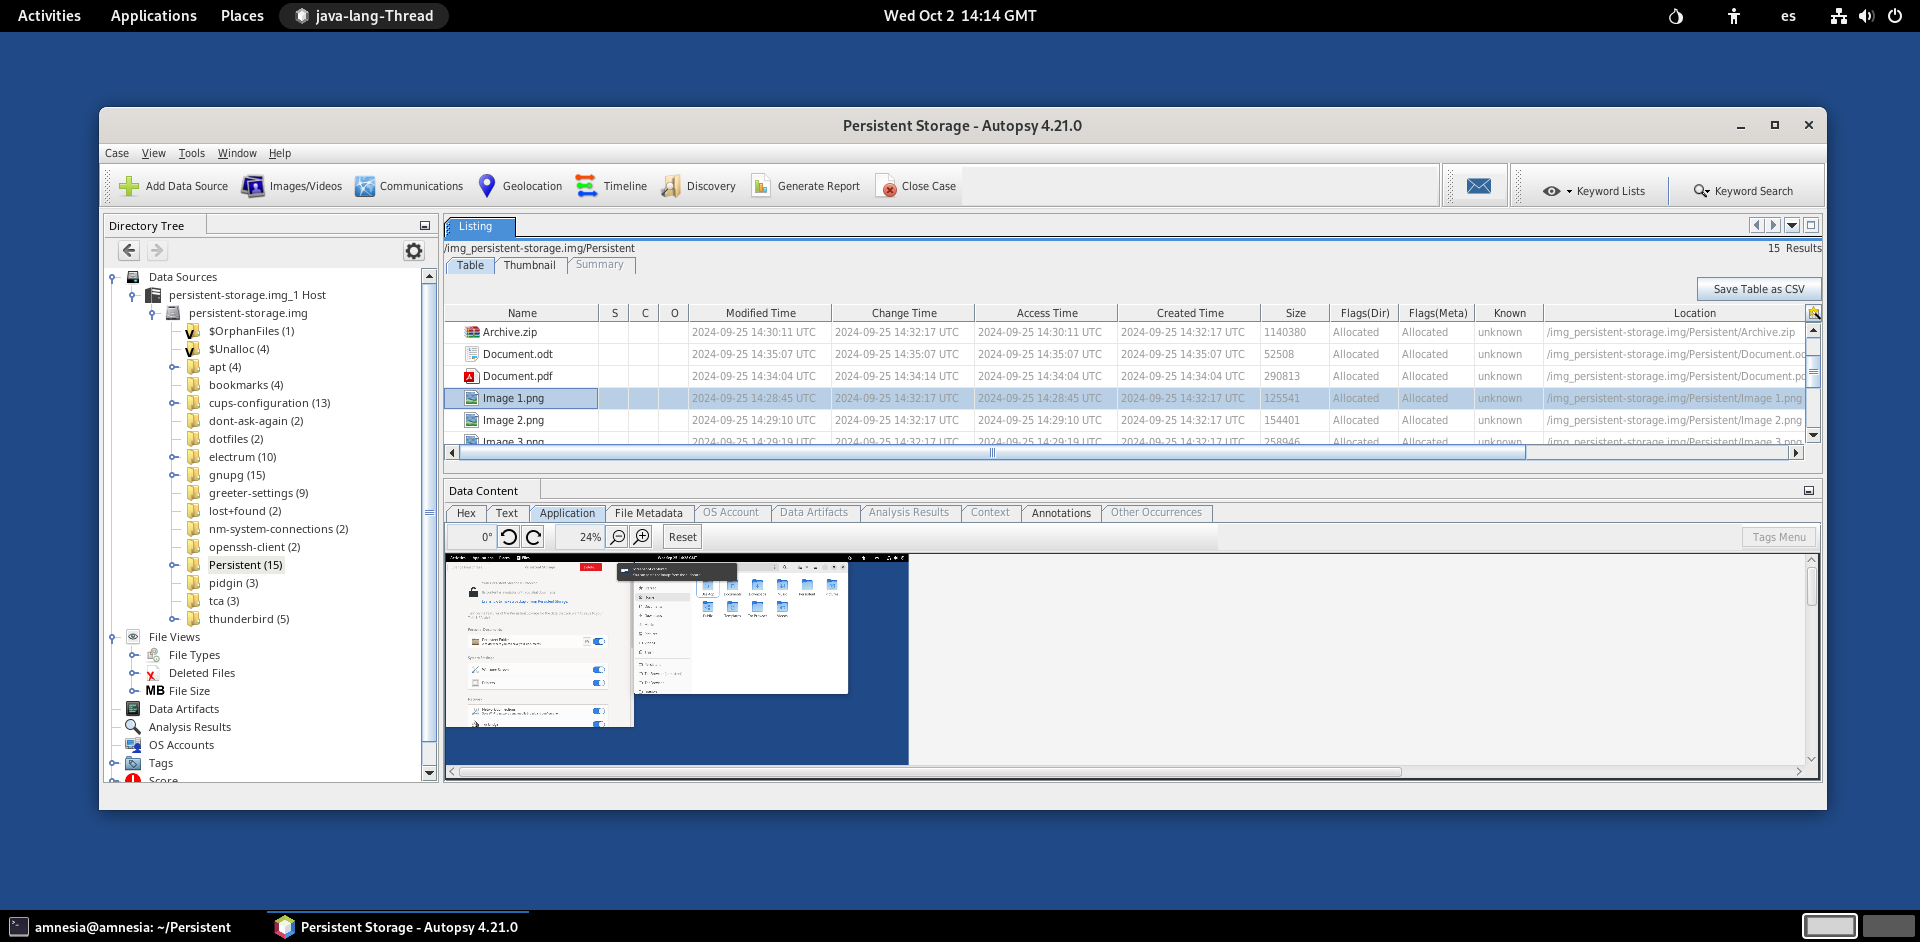 Activities Applications Places java-lang-Thread Wed Oct 2 14:14 GMT es
Persistent Storage - Autopsy 4.21.0
Case View Tools Window Help
Add Data Source Images/Videos Communications Geolocation Timeline Discovery Generate Report Close Case Keyword Lists Keyword Search
Directory Tree
Data Sources
persistent-storage.img_1 Host
persistent-storage.img
$OrphanFiles (1)
$Unalloc (4)
apt (4)
bookmarks (4)
cups-configuration (13)
dont-ask-again (2)
dotfiles (2)
electrum (10)
gnupg (15)
greeter-settings (9)
lost+found (2)
nm-system-connections (2)
openssh-client (2)
Persistent (15)
pidgin (3)
tca (3)
thunderbird (5)
File Views
File Types
Deleted Files
MB File Size
Data Artifacts
Analysis Results
OS Accounts
Tags
Score
Listing
/img_persistent-storage.img/Persistent 15 Results
Table Thumbnail Summary
Save Table as CSV
Name S C O Modified Time Change Time Access Time Created Time Size Flags(Dir) Flags(Meta) Known Location
Archive.zip 2024-09-25 14:30:11 UTC 2024-09-25 14:32:17 UTC 2024-09-25 14:30:11 UTC 2024-09-25 14:32:17 UTC 1140380 Allocated Allocated unknown /img_persistent-storage.img/Persistent/Archive.zip
Document.odt 2024-09-25 14:35:07 UTC 2024-09-25 14:35:07 UTC 2024-09-25 14:35:07 UTC 2024-09-25 14:35:07 UTC 52508 Allocated Allocated unknown /img_persistent-storage.img/Persistent/Document.od
Document.pdf 2024-09-25 14:34:04 UTC 2024-09-25 14:34:14 UTC 2024-09-25 14:34:04 UTC 2024-09-25 14:34:04 UTC 290813 Allocated Allocated unknown /img_persistent-storage.img/Persistent/Document.pd
Image 1.png 2024-09-25 14:28:45 UTC 2024-09-25 14:32:17 UTC 2024-09-25 14:28:45 UTC 2024-09-25 14:32:17 UTC 125541 Allocated Allocated unknown /img_persistent-storage.img/Persistent/Image 1.png
Image 2.png 2024-09-25 14:29:10 UTC 2024-09-25 14:32:17 UTC 2024-09-25 14:29:10 UTC 2024-09-25 14:32:17 UTC 154401 Allocated Allocated unknown /img_persistent-storage.img/Persistent/Image 2.png
Image 3.png 2024-09-25 14:29:19 UTC 2024-09-25 14:32:17 UTC 2024-09-25 14:29:19 UTC 2024-09-25 14:32:17 UTC 258946 Allocated Allocated unknown /img_persistent-storage.img/Persistent/Image 3.png
Data Content
Hex Text Application File Metadata OS Account Data Artifacts Analysis Results Context Annotations Other Occurrences
0° 24% Reset Tags Menu
amnesia@amnesia: ~/Persistent Persistent Storage - Autopsy 4.21.0